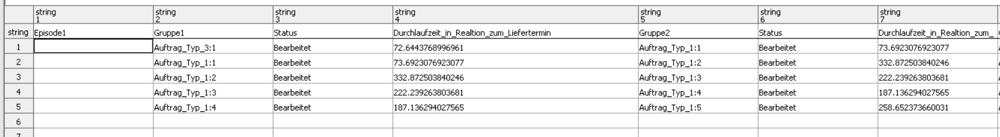 string string string string string string string
1 2 3 4 5 6 7
string Episode1 Gruppe1 Status Durchlaufzeit_in_Realtion_zum_Liefertermin Gruppe2 Status Durchlaufzeit_in_Realtion_zum_
1 Auftrag_Typ_3:1 Bearbeitet 72.6443768996961 Auftrag_Typ_1:1 Bearbeitet 73.6923076923077
2 Auftrag_Typ_1:1 Bearbeitet 73.6923076923077 Auftrag_Typ_1:2 Bearbeitet 332.872503840246
3 Auftrag_Typ_1:2 Bearbeitet 332.872503840246 Auftrag_Typ_1:3 Bearbeitet 222.239263803681
4 Auftrag_Typ_1:3 Bearbeitet 222.239263803681 Auftrag_Typ_1:4 Bearbeitet 187.136294027565
5 Auftrag_Typ_1:4 Bearbeitet 187.136294027565 Auftrag_Typ_1:5 Bearbeitet 258.652373660031
6
7